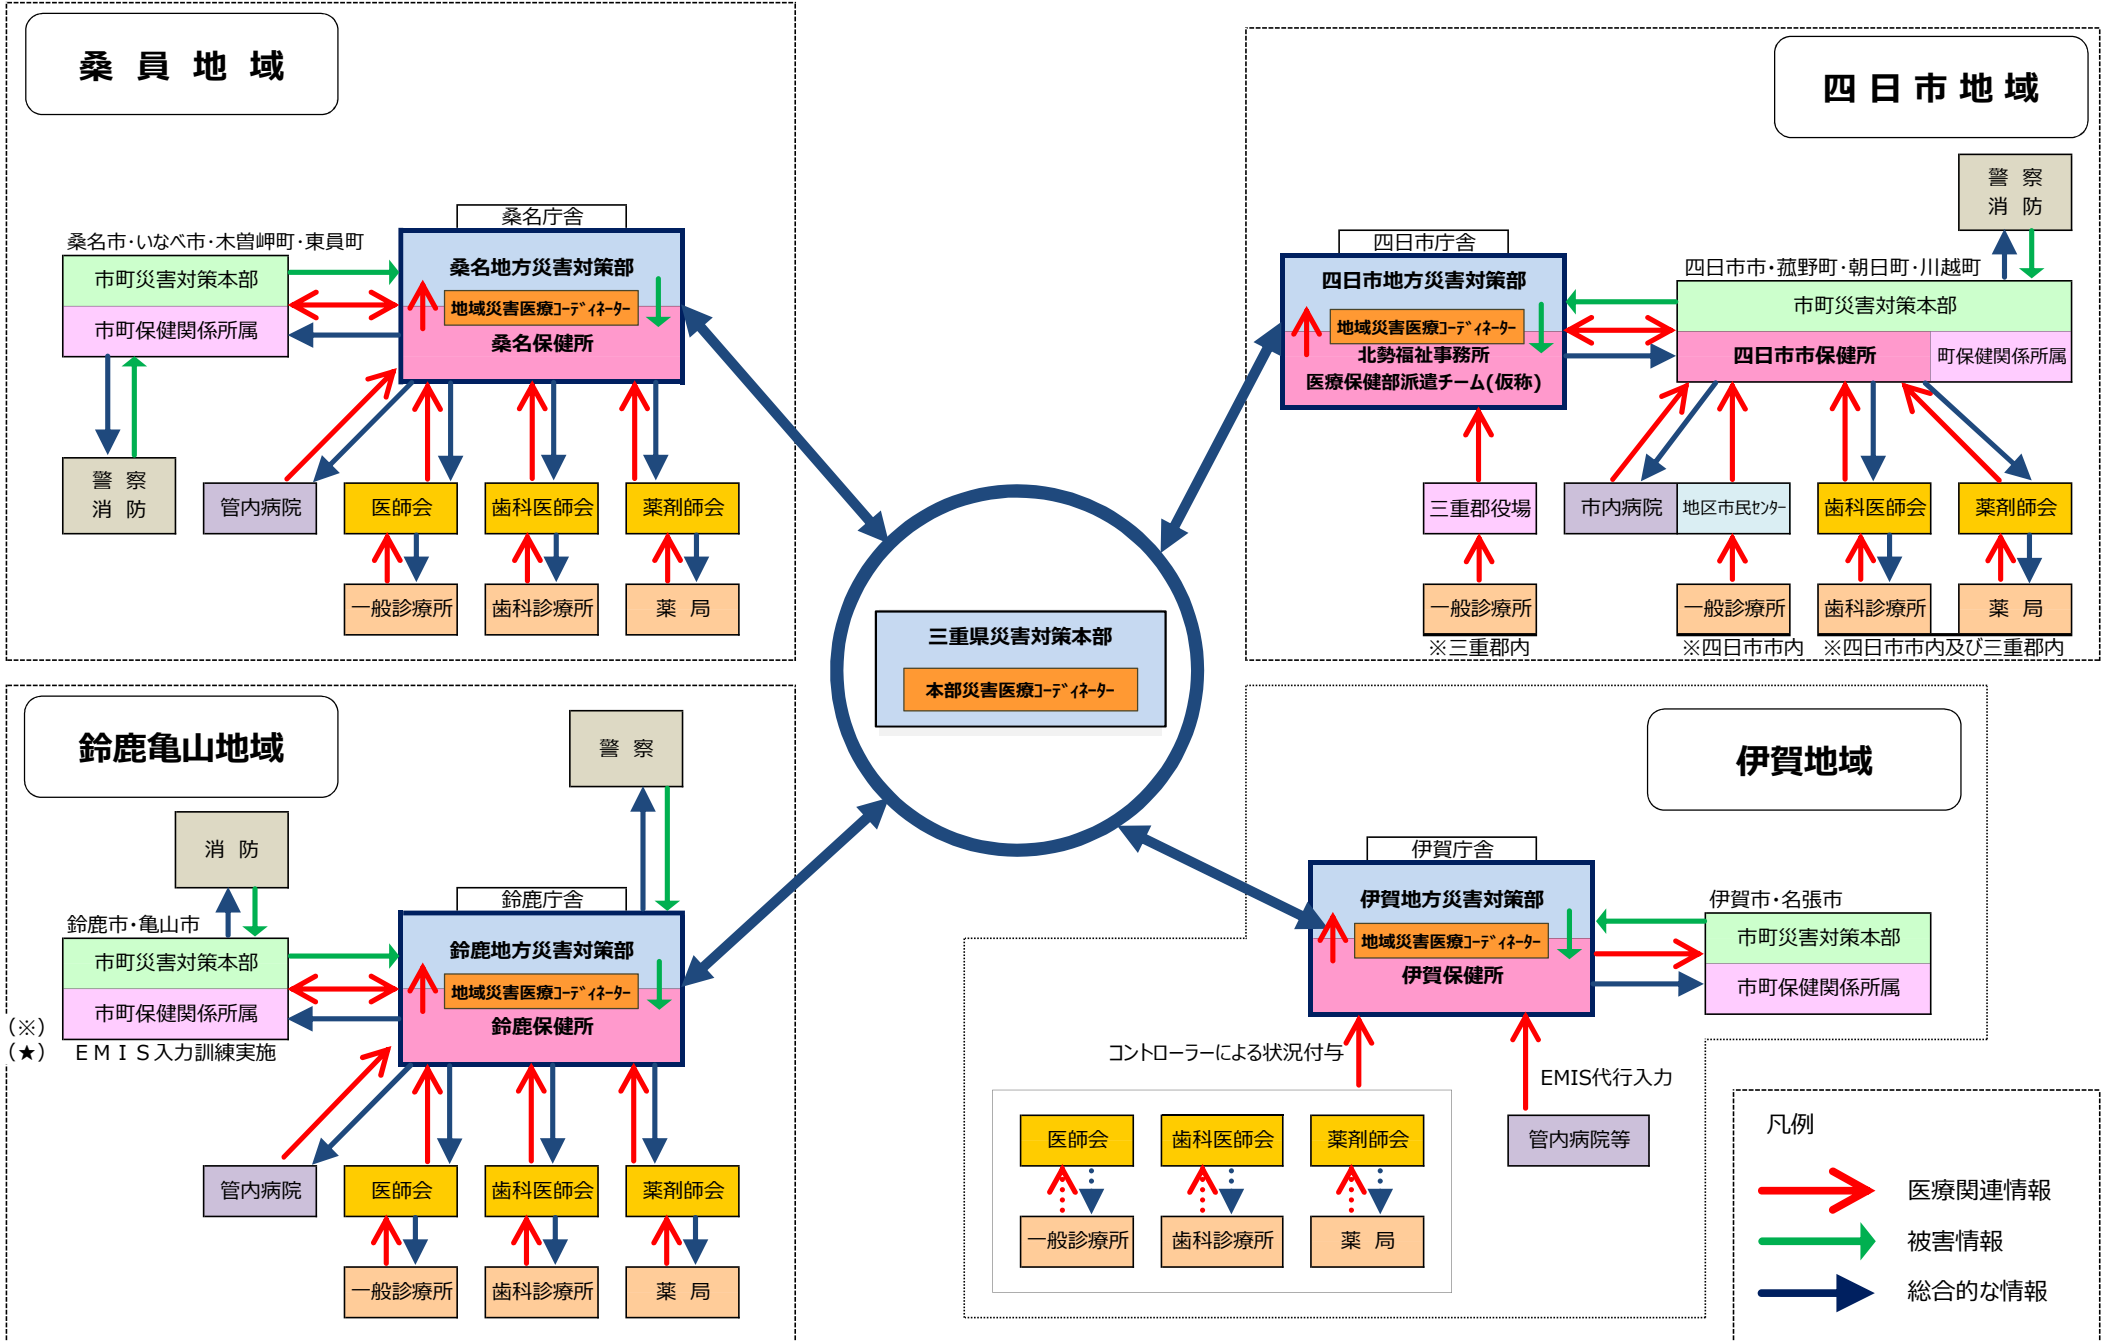 桑員地域
桑名庁舎
桑名市･いなべ市･木曽岬町･東員町
市町災害対策本部
市町保健関係所属
桑名地方災害対策部
地域災害医療ｺｰﾃﾞｨﾈｰﾀｰ
桑名保健所
警 察
消 防
管内病院
医師会
歯科医師会
薬剤師会
一般診療所
歯科診療所
薬 局
四日市地域
警 察
消 防
四日市庁舎
四日市市･菰野町･朝日町･川越町
四日市地方災害対策部
地域災害医療ｺｰﾃﾞｨﾈｰﾀｰ
北勢福祉事務所
医療保健部派遣チーム(仮称)
市町災害対策本部
四日市市保健所
町保健関係所属
三重郡役場
市内病院
地区市民ｾﾝﾀｰ
歯科医師会
薬剤師会
一般診療所
一般診療所
歯科診療所
薬 局
※三重郡内
※四日市市内
※四日市市内及び三重郡内
三重県災害対策本部
本部災害医療ｺｰﾃﾞｨﾈｰﾀｰ
鈴鹿亀山地域
警 察
消 防
鈴鹿庁舎
鈴鹿市･亀山市
市町災害対策本部
市町保健関係所属
鈴鹿地方災害対策部
地域災害医療ｺｰﾃﾞｨﾈｰﾀｰ
鈴鹿保健所
（※）
（★） ＥＭＩＳ入力訓練実施
管内病院
医師会
歯科医師会
薬剤師会
一般診療所
歯科診療所
薬 局
伊賀地域
伊賀庁舎
伊賀地方災害対策部
地域災害医療ｺｰﾃﾞｨﾈｰﾀｰ
伊賀保健所
伊賀市･名張市
市町災害対策本部
市町保健関係所属
コントローラーによる状況付与
EMIS代行入力
医師会
歯科医師会
薬剤師会
管内病院等
一般診療所
歯科診療所
薬 局
凡例
医療関連情報
被害情報
総合的な情報